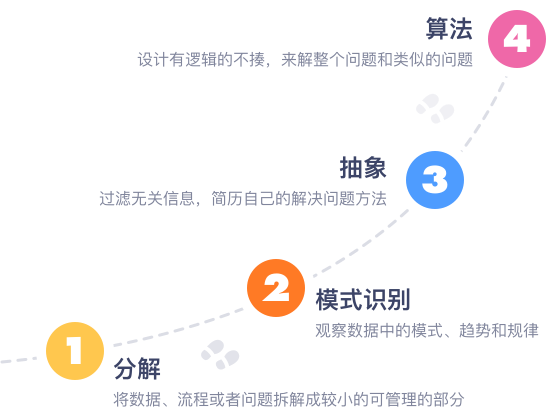 算法
4
设计有逻辑的不揍，来解整个问题和类似的问题
抽象
3
过滤无关信息，简历自己的解决问题方法
2
模式识别
观察数据中的模式、趋势和规律
1
分解
将数据、流程或者问题拆解成较小的可管理的部分